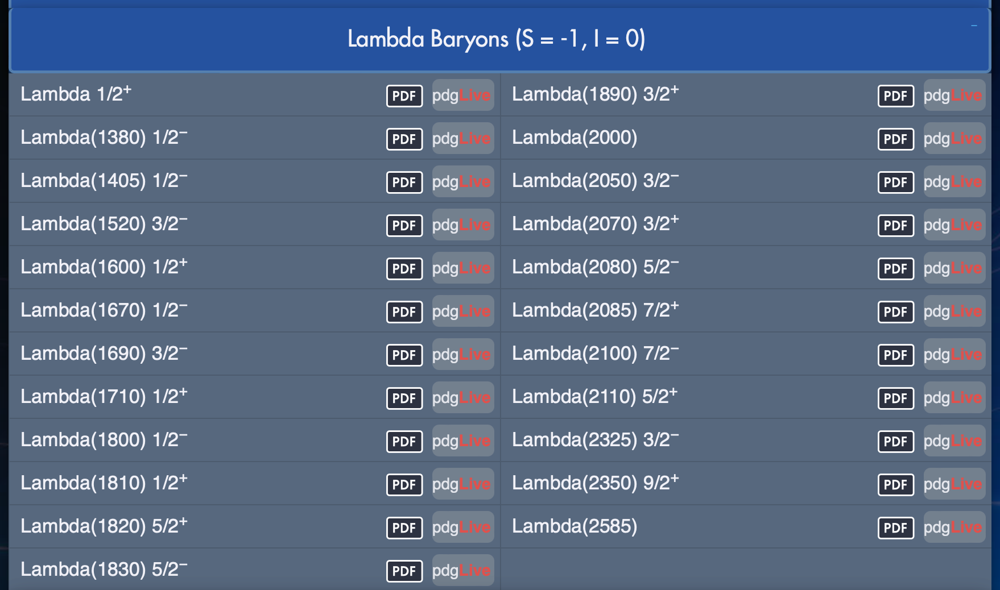 Lambda Baryons (S = -1, I = 0)
–
Lambda 1/2⁺ PDF pdgLive Lambda(1890) 3/2⁺ PDF pdgLive
Lambda(1380) 1/2⁻ PDF pdgLive Lambda(2000) PDF pdgLive
Lambda(1405) 1/2⁻ PDF pdgLive Lambda(2050) 3/2⁻ PDF pdgLive
Lambda(1520) 3/2⁻ PDF pdgLive Lambda(2070) 3/2⁺ PDF pdgLive
Lambda(1600) 1/2⁺ PDF pdgLive Lambda(2080) 5/2⁻ PDF pdgLive
Lambda(1670) 1/2⁻ PDF pdgLive Lambda(2085) 7/2⁺ PDF pdgLive
Lambda(1690) 3/2⁻ PDF pdgLive Lambda(2100) 7/2⁻ PDF pdgLive
Lambda(1710) 1/2⁺ PDF pdgLive Lambda(2110) 5/2⁺ PDF pdgLive
Lambda(1800) 1/2⁻ PDF pdgLive Lambda(2325) 3/2⁻ PDF pdgLive
Lambda(1810) 1/2⁺ PDF pdgLive Lambda(2350) 9/2⁺ PDF pdgLive
Lambda(1820) 5/2⁺ PDF pdgLive Lambda(2585) PDF pdgLive
Lambda(1830) 5/2⁻ PDF pdgLive